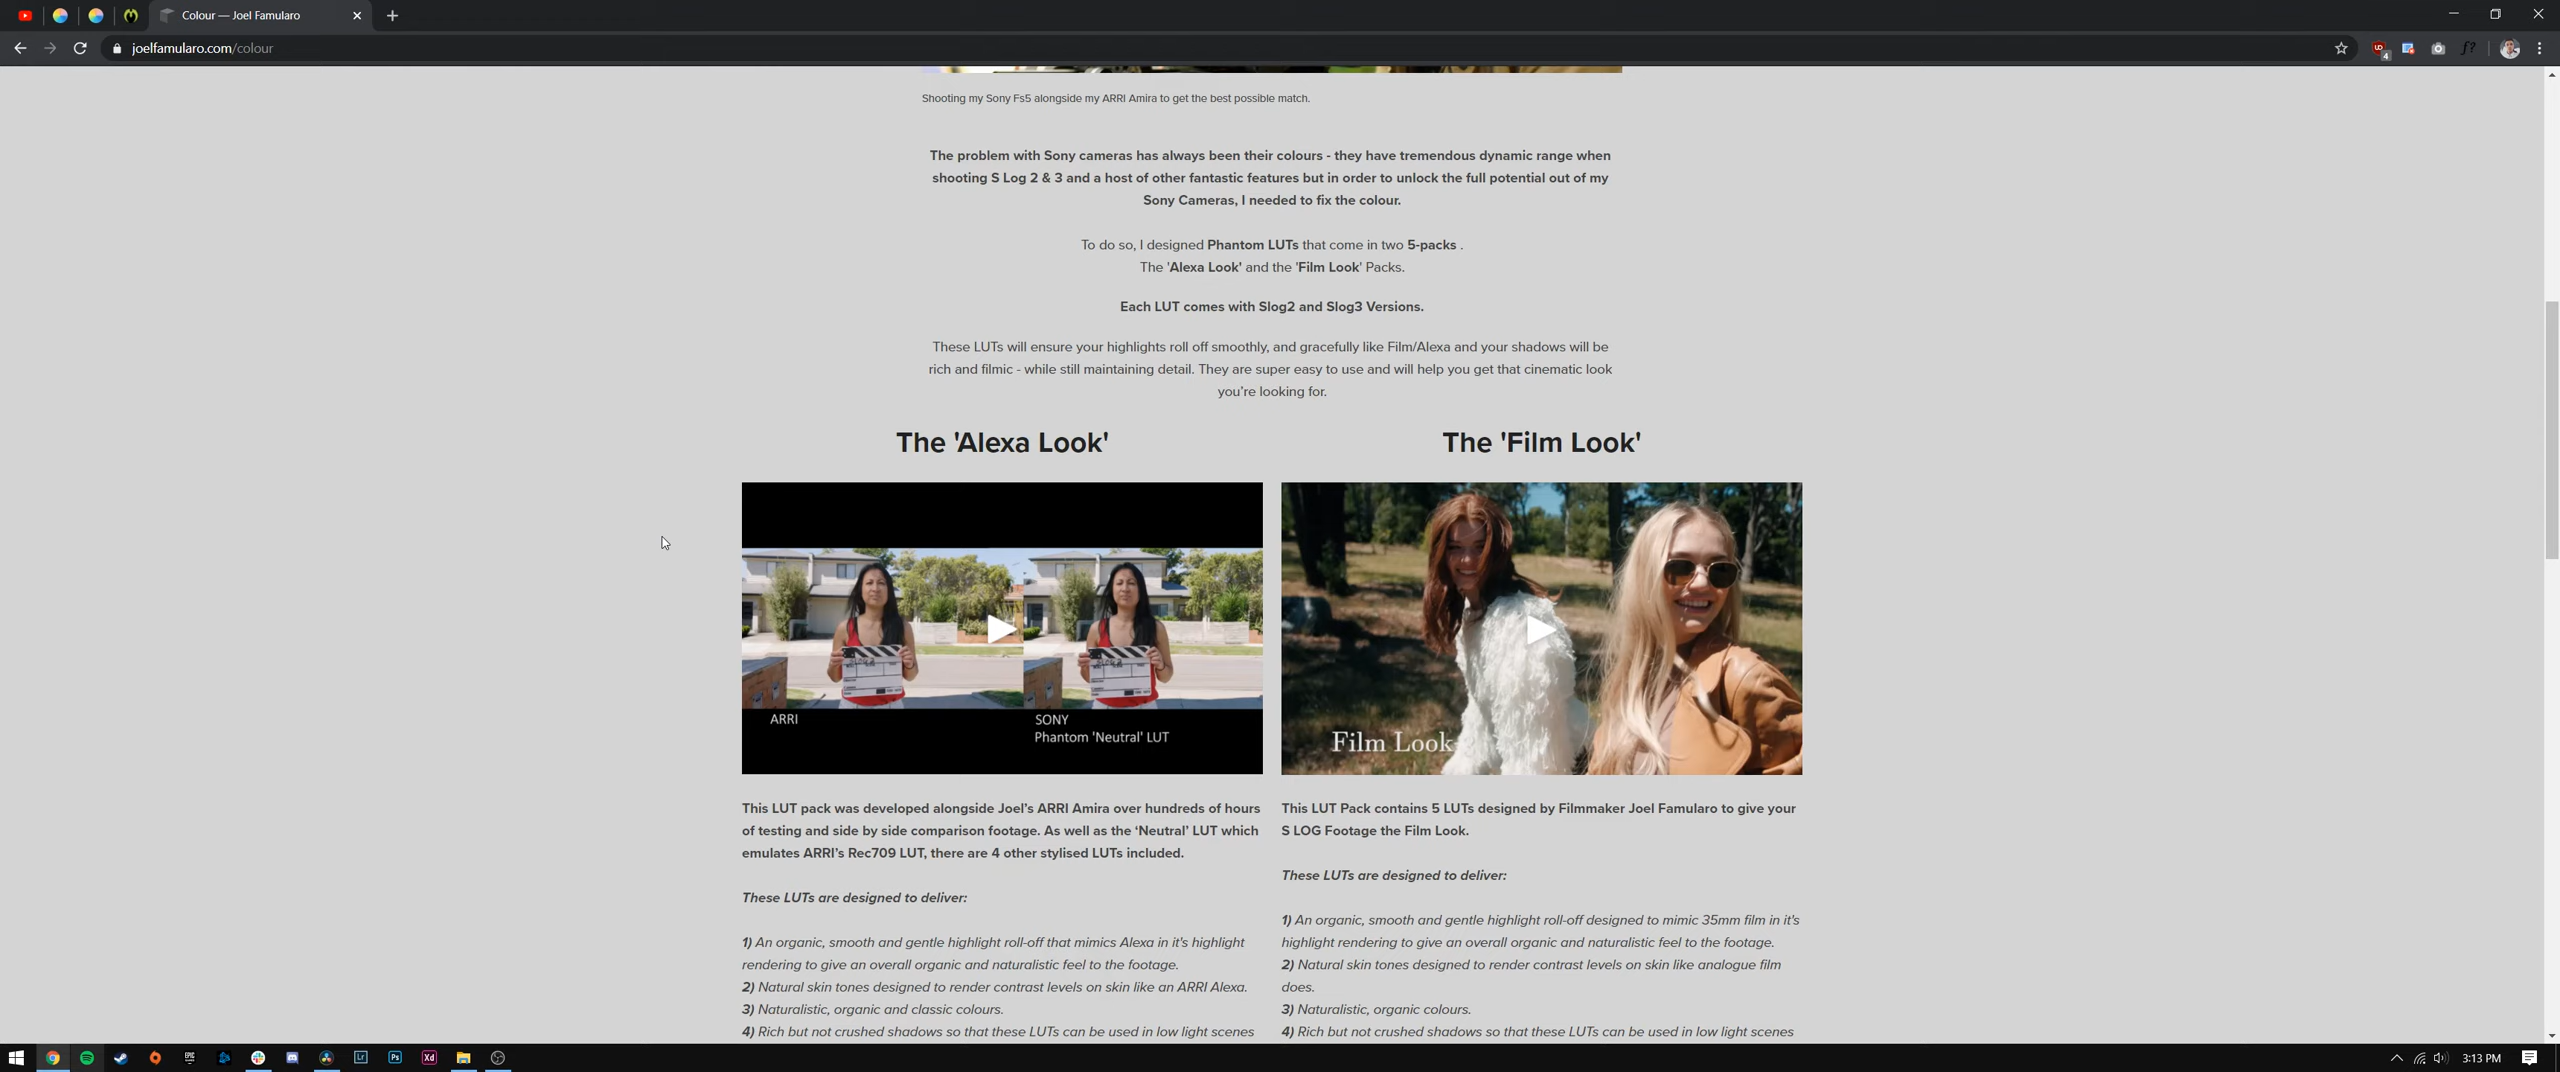 Colour — Joel Famularo
joelfamularo.com/colour
4
Shooting my Sony Fs5 alongside my ARRI Amira to get the best possible match.
The problem with Sony cameras has always been their colours - they have tremendous dynamic range when
shooting S Log 2 & 3 and a host of other fantastic features but in order to unlock the full potential out of my
Sony Cameras, I needed to fix the colour.
To do so, I designed Phantom LUTs that come in two 5-packs .
The 'Alexa Look' and the 'Film Look' Packs.
Each LUT comes with Slog2 and Slog3 Versions.
These LUTs will ensure your highlights roll off smoothly, and gracefully like Film/Alexa and your shadows will be
rich and filmic - while still maintaining detail. They are super easy to use and will help you get that cinematic look
you’re looking for.
The 'Alexa Look'
ARRI
SONY
Phantom 'Neutral' LUT
This LUT pack was developed alongside Joel’s ARRI Amira over hundreds of hours
of testing and side by side comparison footage. As well as the ‘Neutral’ LUT which
emulates ARRI’s Rec709 LUT, there are 4 other stylised LUTs included.
These LUTs are designed to deliver:
1) An organic, smooth and gentle highlight roll-off that mimics Alexa in it's highlight
rendering to give an overall organic and naturalistic feel to the footage.
2) Natural skin tones designed to render contrast levels on skin like an ARRI Alexa.
3) Naturalistic, organic and classic colours.
4) Rich but not crushed shadows so that these LUTs can be used in low light scenes
The 'Film Look'
Film Look
This LUT Pack contains 5 LUTs designed by Filmmaker Joel Famularo to give your
S LOG Footage the Film Look.
These LUTs are designed to deliver:
1) An organic, smooth and gentle highlight roll-off designed to mimic 35mm film in it's
highlight rendering to give an overall organic and naturalistic feel to the footage.
2) Natural skin tones designed to render contrast levels on skin like analogue film
does.
3) Naturalistic, organic colours.
4) Rich but not crushed shadows so that these LUTs can be used in low light scenes
EPIC
Lr
Ps
Xd
3:13 PM